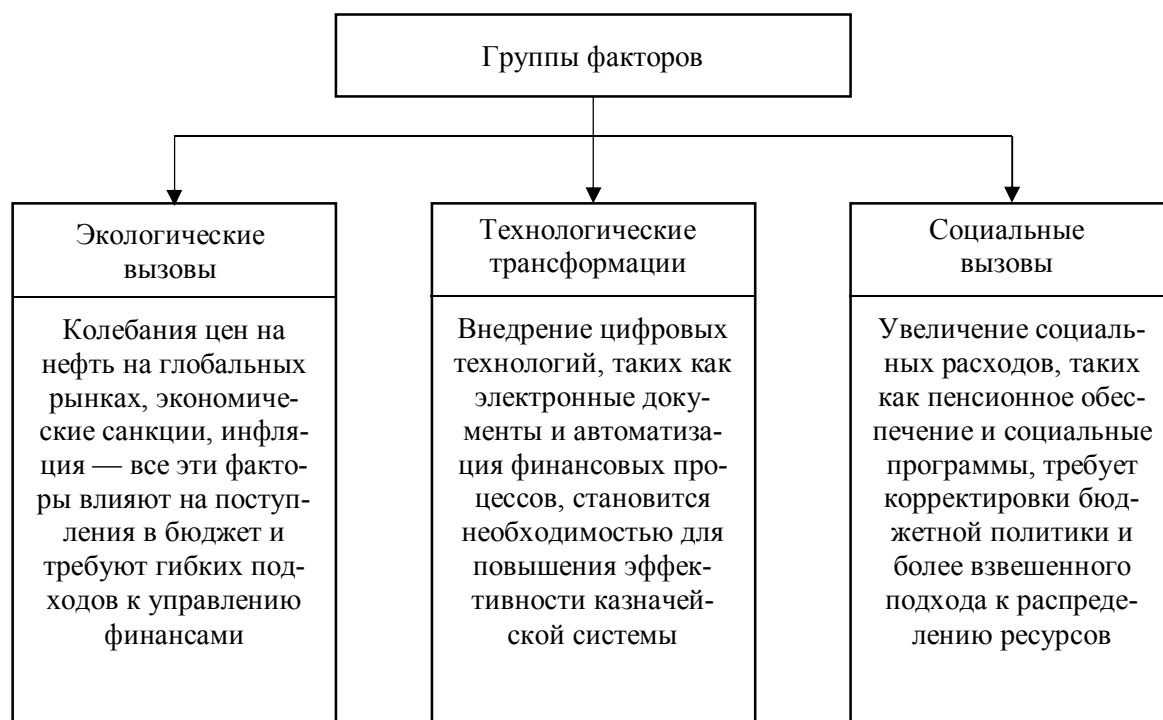 Группы факторов
Экологические
вызовы
Колебания цен на
нефть на глобальных
рынках, экономиче-
ские санкции, инфля-
ция — все эти факто-
ры влияют на поступ-
ления в бюджет и
требуют гибких под-
ходов к управлению
финансами
Технологические
трансформации
Внедрение цифровых
технологий, таких как
электронные доку-
менты и автоматиза-
ция финансовых про-
цессов, становится
необходимостью для
повышения эффек-
тивности казначей-
ской системы
Социальные
вызовы
Увеличение социаль-
ных расходов, таких
как пенсионное обес-
печение и социальные
программы, требует
корректировки бюд-
жетной политики и
более взвешенного
подхода к распреде-
лению ресурсов